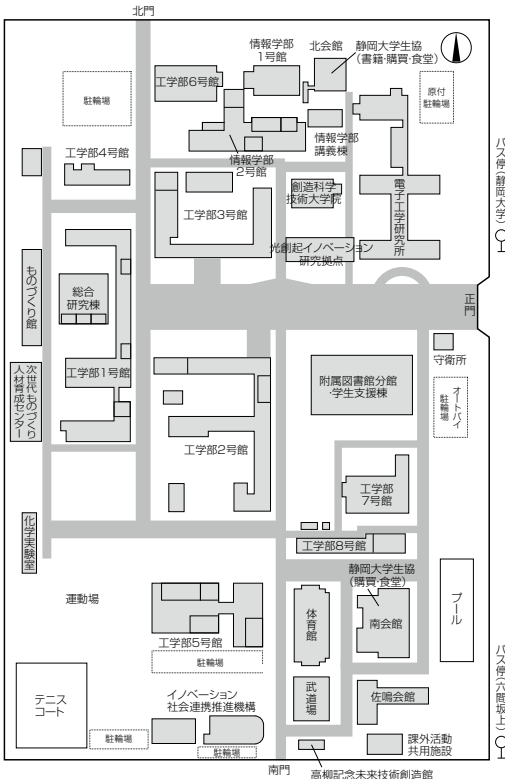 北門
情報学部
1号館
北会館
静岡大学生協
(書籍・購買・食堂)
工学部6号館
駐輪場
原付
駐輪場
情報学部
講義棟
工学部4号館
情報学部
2号館
バス停(静岡大学)
創造科学
技術大学院
電子工学研究所
工学部3号館
光創起イノベーション
研究拠点
ものづくり館
総合
研究棟
正門
守衛所
次世代ものづくり
人材育成センター
工学部1号館
附属図書館分館
・学生支援棟
オートバイ
駐輪場
工学部2号館
工学部
7号館
化学実験室
工学部8号館
静岡大学生協
(購買・食堂)
運動場
体育館
南会館
プール
工学部5号館
駐輪場
バス停(六間坂上)
テニス
コート
イノベーション
社会連携推進機構
武道場
佐鳴会館
駐輪場
駐輪場
課外活動
共用施設
南門
高柳記念未来技術創造館